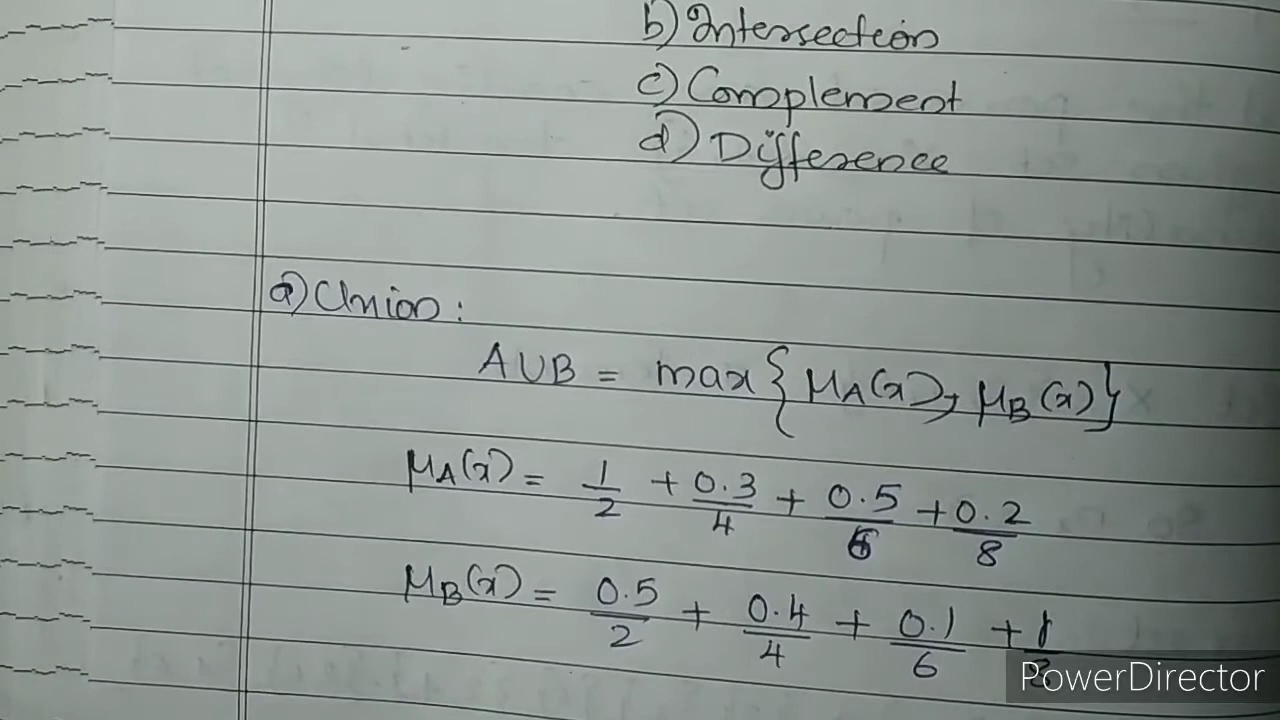 b) Intersection
c) Complement
d) Difference
a) Union :
A∪B = max{μA(x), μB(x)}
μA(x) = 1/2 + 0.3/4 + 0.5/6 + 0.2/8
μB(x) = 0.5/2 + 0.4/4 + 0.1/6 + 1/8
PowerDirector